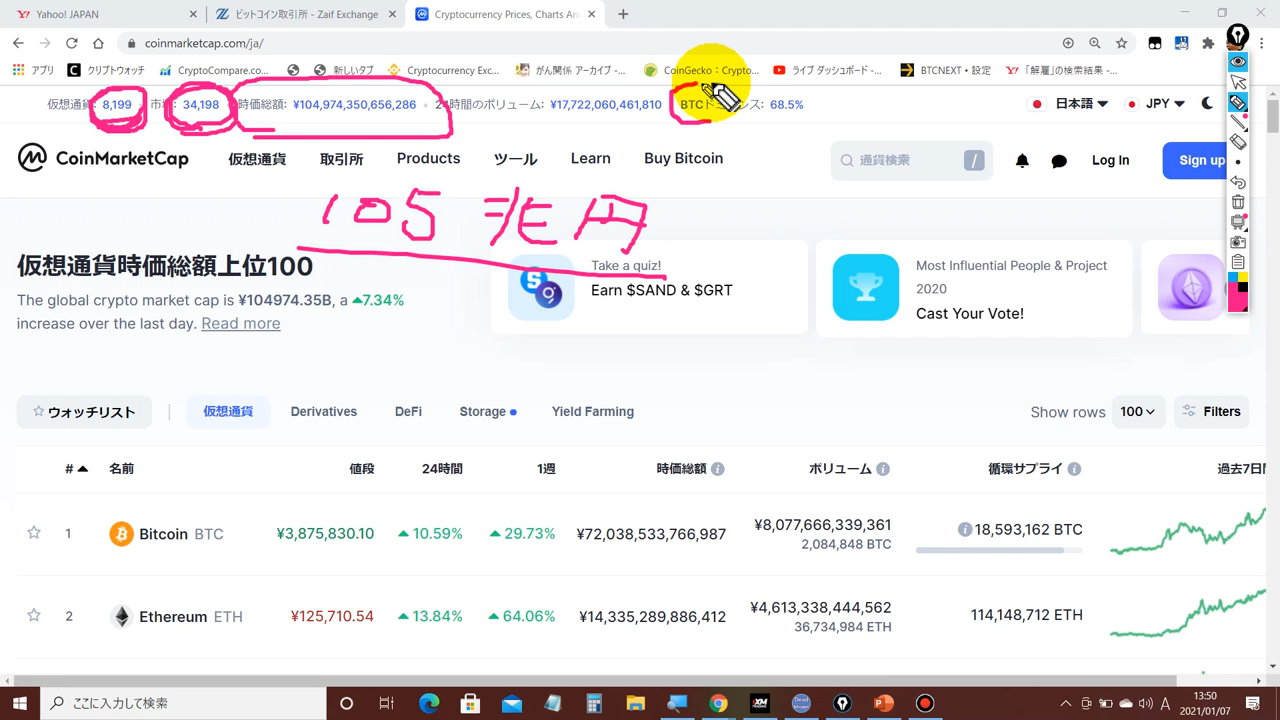 Yahoo! JAPAN
ビットコイン取引所 - Zaif Exchange
Cryptocurrency Prices, Charts An
coinmarketcap.com/ja/
アプリ クリプトウォッチ CryptoCompare.co... 新しいタブ Cryptocurrency Exc... がん関係 アーカイブ -... CoinGecko：Crypto... ライブ ダッシュボード -... BTCNEXT・設定 「解雇」の検索結果 -...
仮想通貨: 8,199 市場: 34,198 時価総額: ¥104,974,350,656,286 24時間のボリューム: ¥17,722,060,461,810 BTCドミナンス: 68.5% 日本語 JPY
CoinMarketCap 仮想通貨 取引所 Products ツール Learn Buy Bitcoin 通貨検索 / Log In Sign up
105 兆円
仮想通貨時価総額上位100
The global crypto market cap is ¥104974.35B, a 7.34%
increase over the last day. Read more
Take a quiz!
Earn $SAND & $GRT
Most Influential People & Project
2020
Cast Your Vote!
ウォッチリスト 仮想通貨 Derivatives DeFi Storage Yield Farming Show rows 100 Filters
# 名前 値段 24時間 1週 時価総額 ボリューム 循環サプライ 過去7日間
1 Bitcoin BTC ¥3,875,830.10 10.59% 29.73% ¥72,038,533,766,987 ¥8,077,666,339,361 18,593,162 BTC
2,084,848 BTC
2 Ethereum ETH ¥125,710.54 13.84% 64.06% ¥14,335,289,886,412 ¥4,613,338,444,562 114,148,712 ETH
36,734,984 ETH
ここに入力して検索
A
13:50
2021/01/07